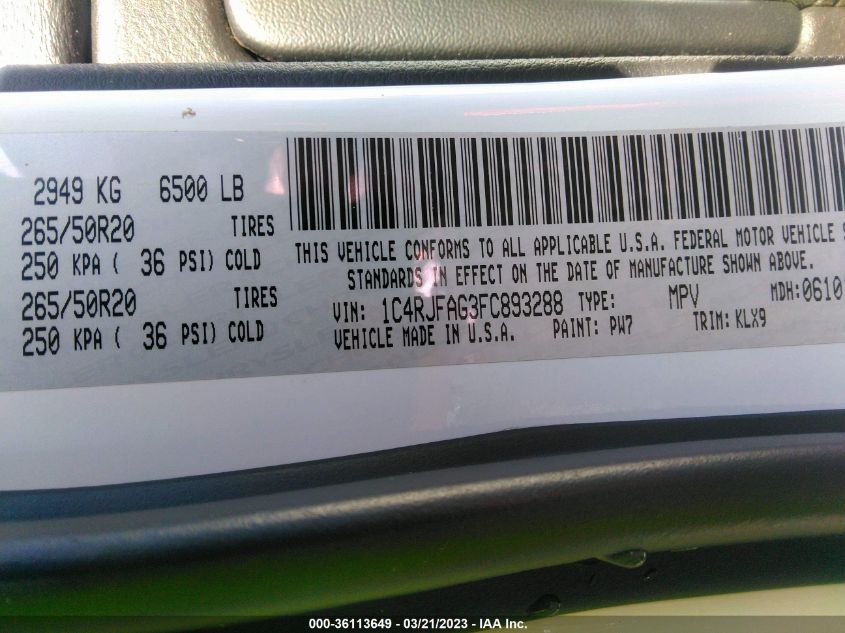 2949 KG 6500 LB
265/50R20 TIRES
250 KPA ( 36 PSI) COLD
265/50R20 TIRES
250 KPA ( 36 PSI) COLD
THIS VEHICLE CONFORMS TO ALL APPLICABLE U.S.A. FEDERAL MOTOR VEHICLE S
STANDARDS IN EFFECT ON THE DATE OF MANUFACTURE SHOWN ABOVE.
VIN: 1C4RJFAG3FC893288 TYPE: MPV MDH:0610
VEHICLE MADE IN U.S.A. PAINT: PW7 TRIM: KLX9
000-36113649 / 03/21/2023 - IAA Inc.